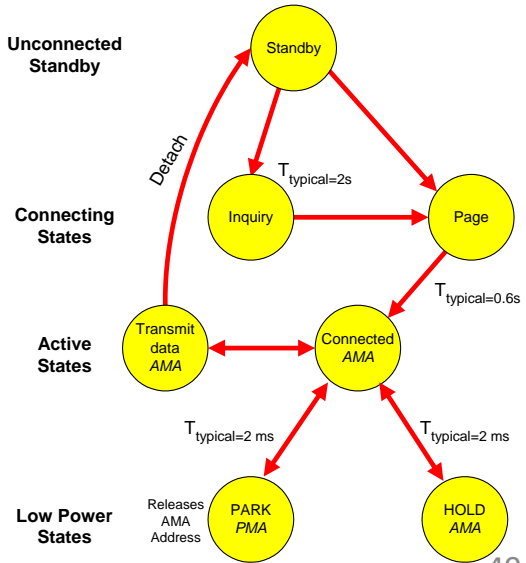 Unconnected
Standby
Standby
Detach
T typical=2s
Connecting
States
Inquiry
Page
T typical=0.6s
Active
States
Transmit
data
AMA
Connected
AMA
T typical=2 ms
T typical=2 ms
Low Power
States
Releases
AMA
Address
PARK
PMA
HOLD
AMA